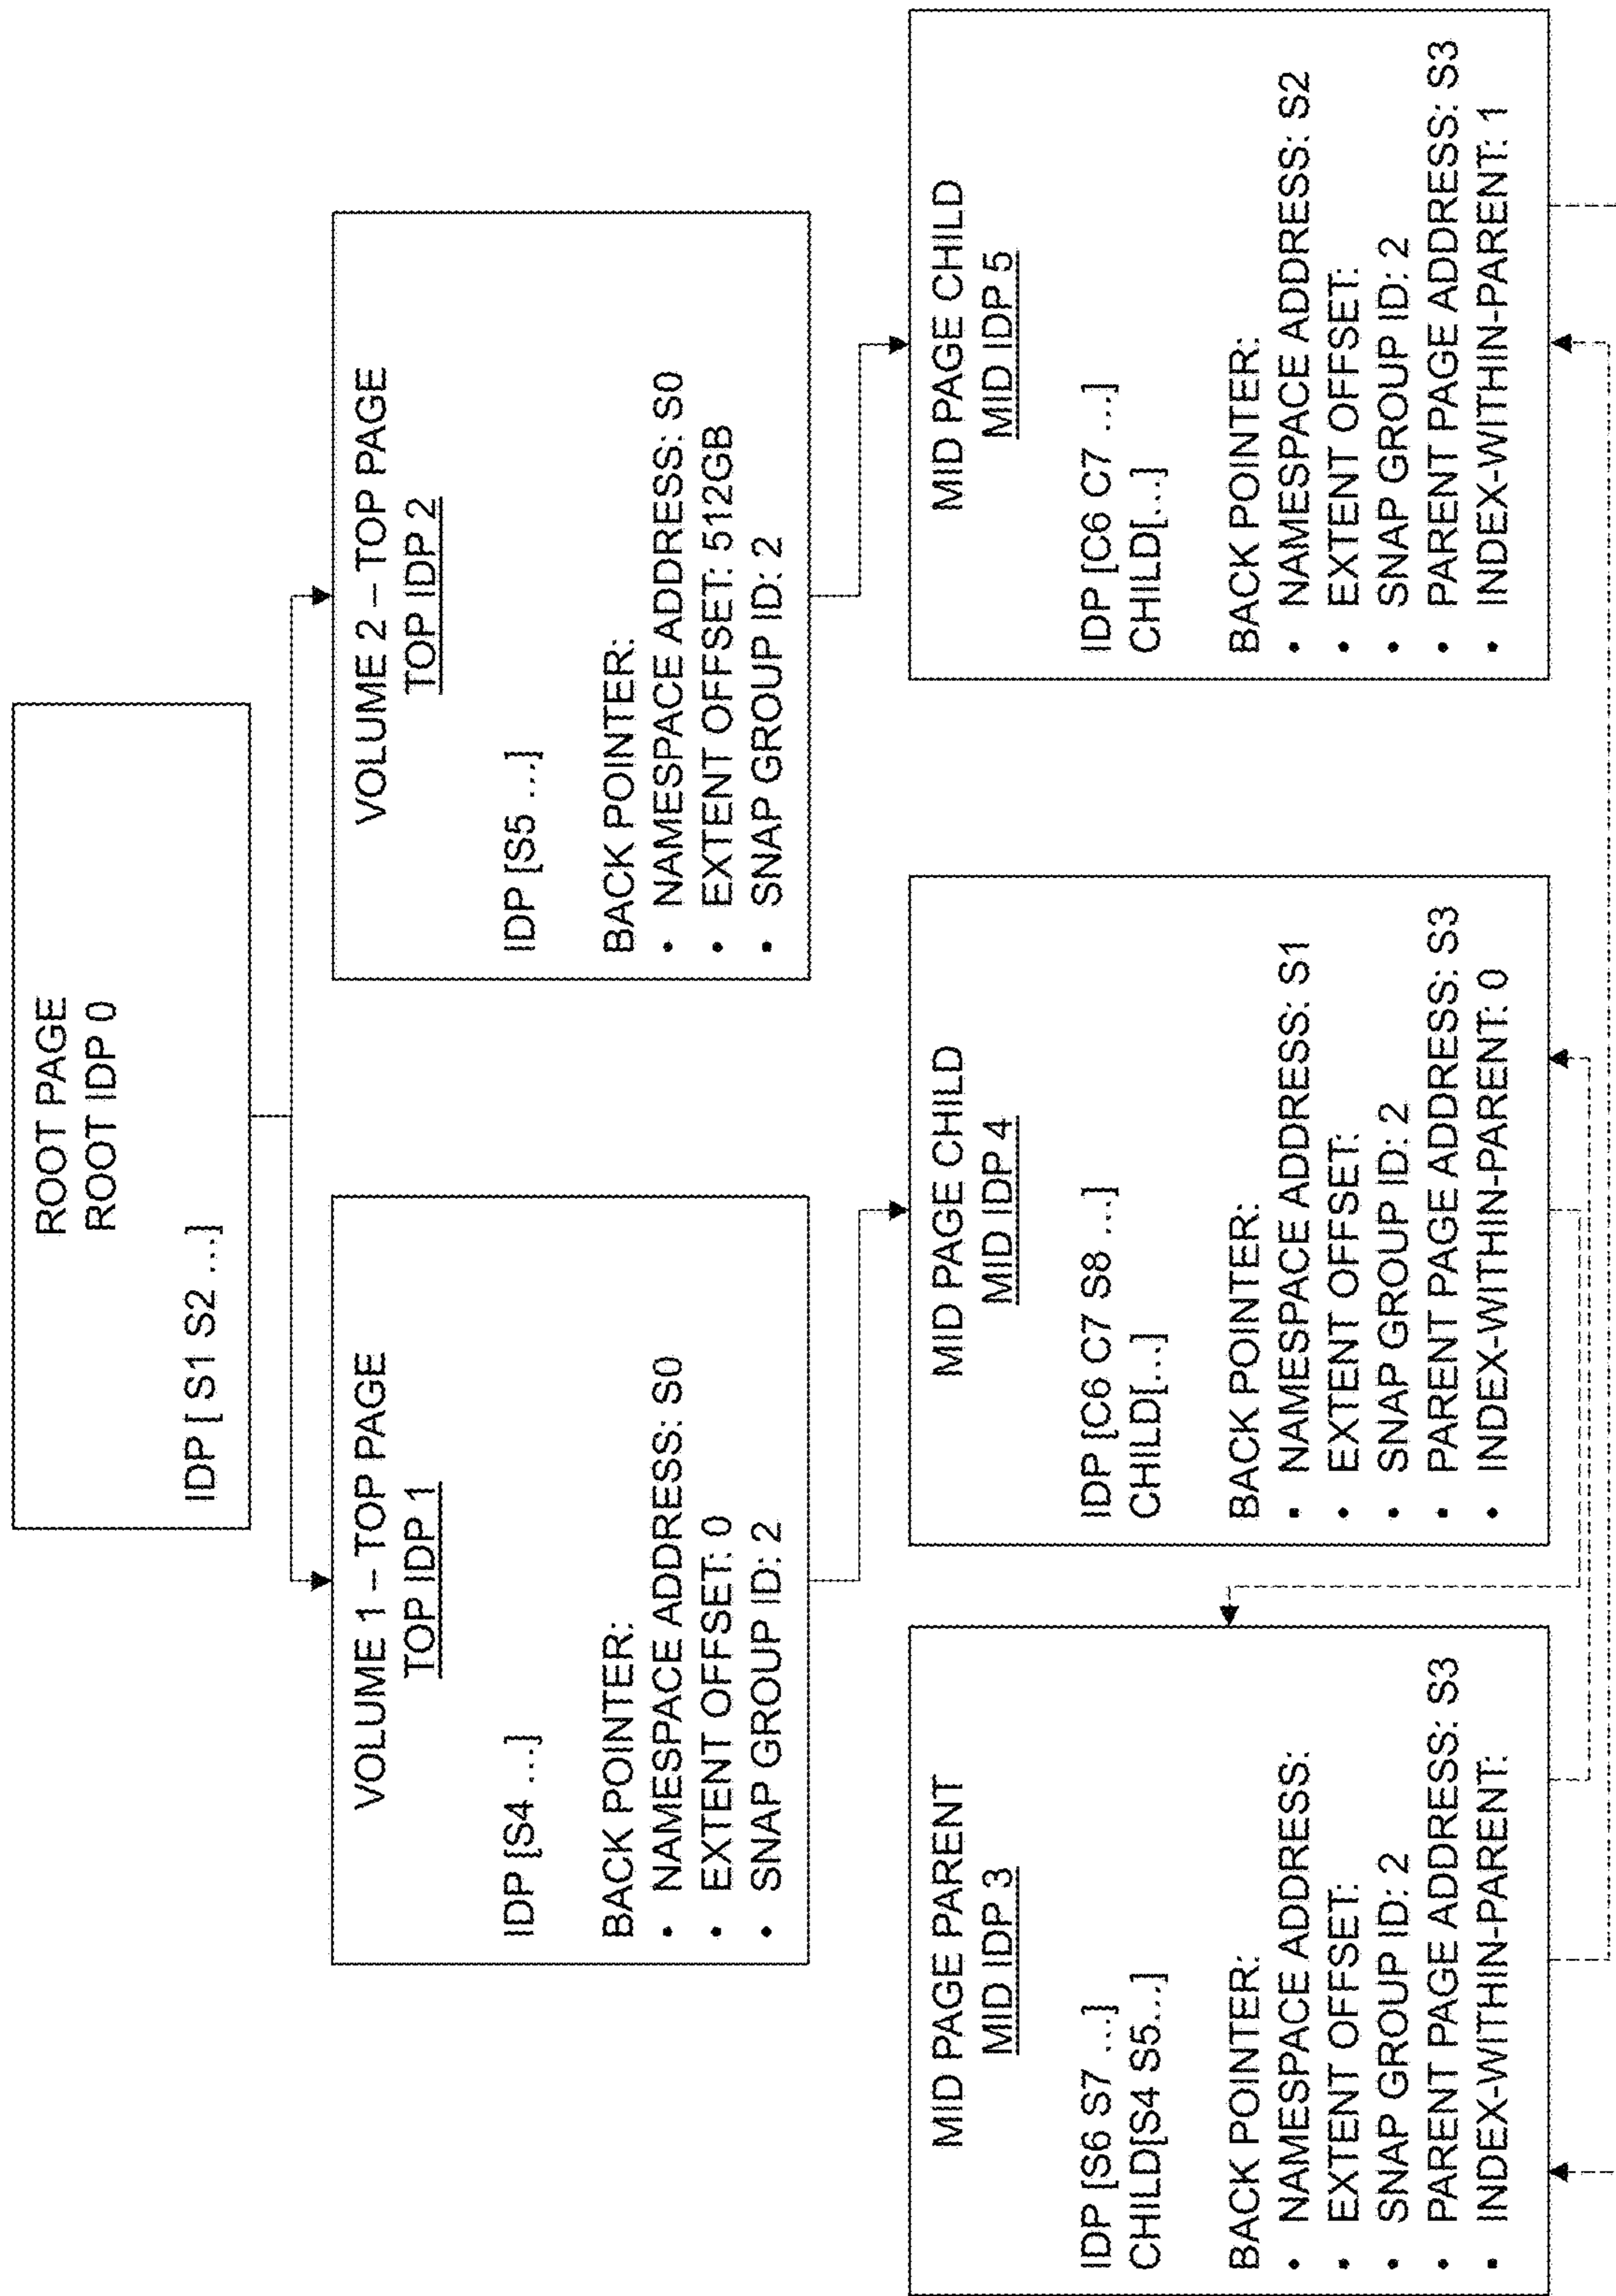 ROOT PAGE
ROOT IDP 0
IDP [ S1 S2 ...]
VOLUME 1 – TOP PAGE
TOP IDP 1
IDP [S4 ...]
BACK POINTER:
• NAMESPACE ADDRESS: S0
• EXTENT OFFSET: 0
• SNAP GROUP ID: 2
VOLUME 2 – TOP PAGE
TOP IDP 2
IDP [S5 ...]
BACK POINTER:
• NAMESPACE ADDRESS: S0
• EXTENT OFFSET: 512GB
• SNAP GROUP ID: 2
MID PAGE PARENT
MID IDP 3
IDP [S6 S7 ...]
CHILD[S4 S5...]
BACK POINTER:
• NAMESPACE ADDRESS:
• EXTENT OFFSET:
• SNAP GROUP ID: 2
• PARENT PAGE ADDRESS: S3
• INDEX-WITHIN-PARENT:
MID PAGE CHILD
MID IDP 4
IDP [C6 C7 S8 ...]
CHILD[...]
BACK POINTER:
• NAMESPACE ADDRESS: S1
• EXTENT OFFSET:
• SNAP GROUP ID: 2
• PARENT PAGE ADDRESS: S3
• INDEX-WITHIN-PARENT: 0
MID PAGE CHILD
MID IDP 5
IDP [C6 C7 ...]
CHILD[...]
BACK POINTER:
• NAMESPACE ADDRESS: S2
• EXTENT OFFSET:
• SNAP GROUP ID: 2
• PARENT PAGE ADDRESS: S3
• INDEX-WITHIN-PARENT: 1